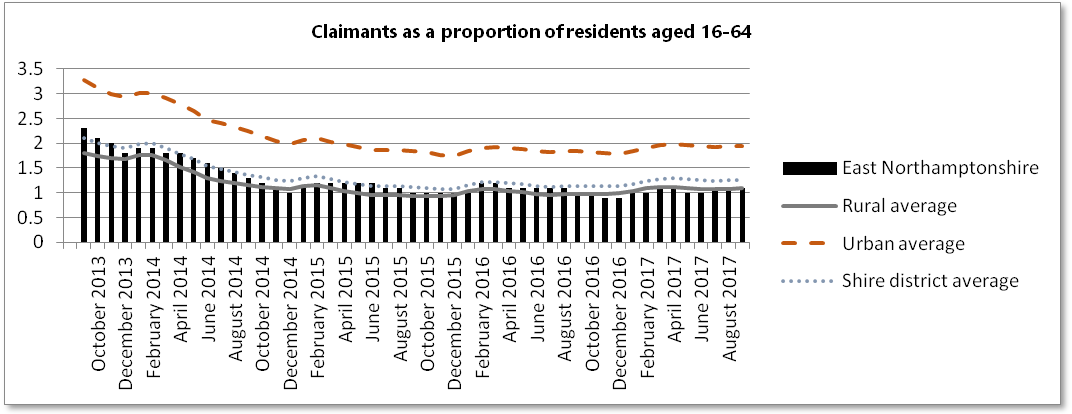 Claimants as a proportion of residents aged 16-64
3.5
3
2.5
2
1.5
1
0.5
0
October 2013
December 2013
February 2014
April 2014
June 2014
August 2014
October 2014
December 2014
February 2015
April 2015
June 2015
August 2015
October 2015
December 2015
February 2016
April 2016
June 2016
August 2016
October 2016
December 2016
February 2017
April 2017
June 2017
August 2017
East Northamptonshire
Rural average
Urban average
Shire district average